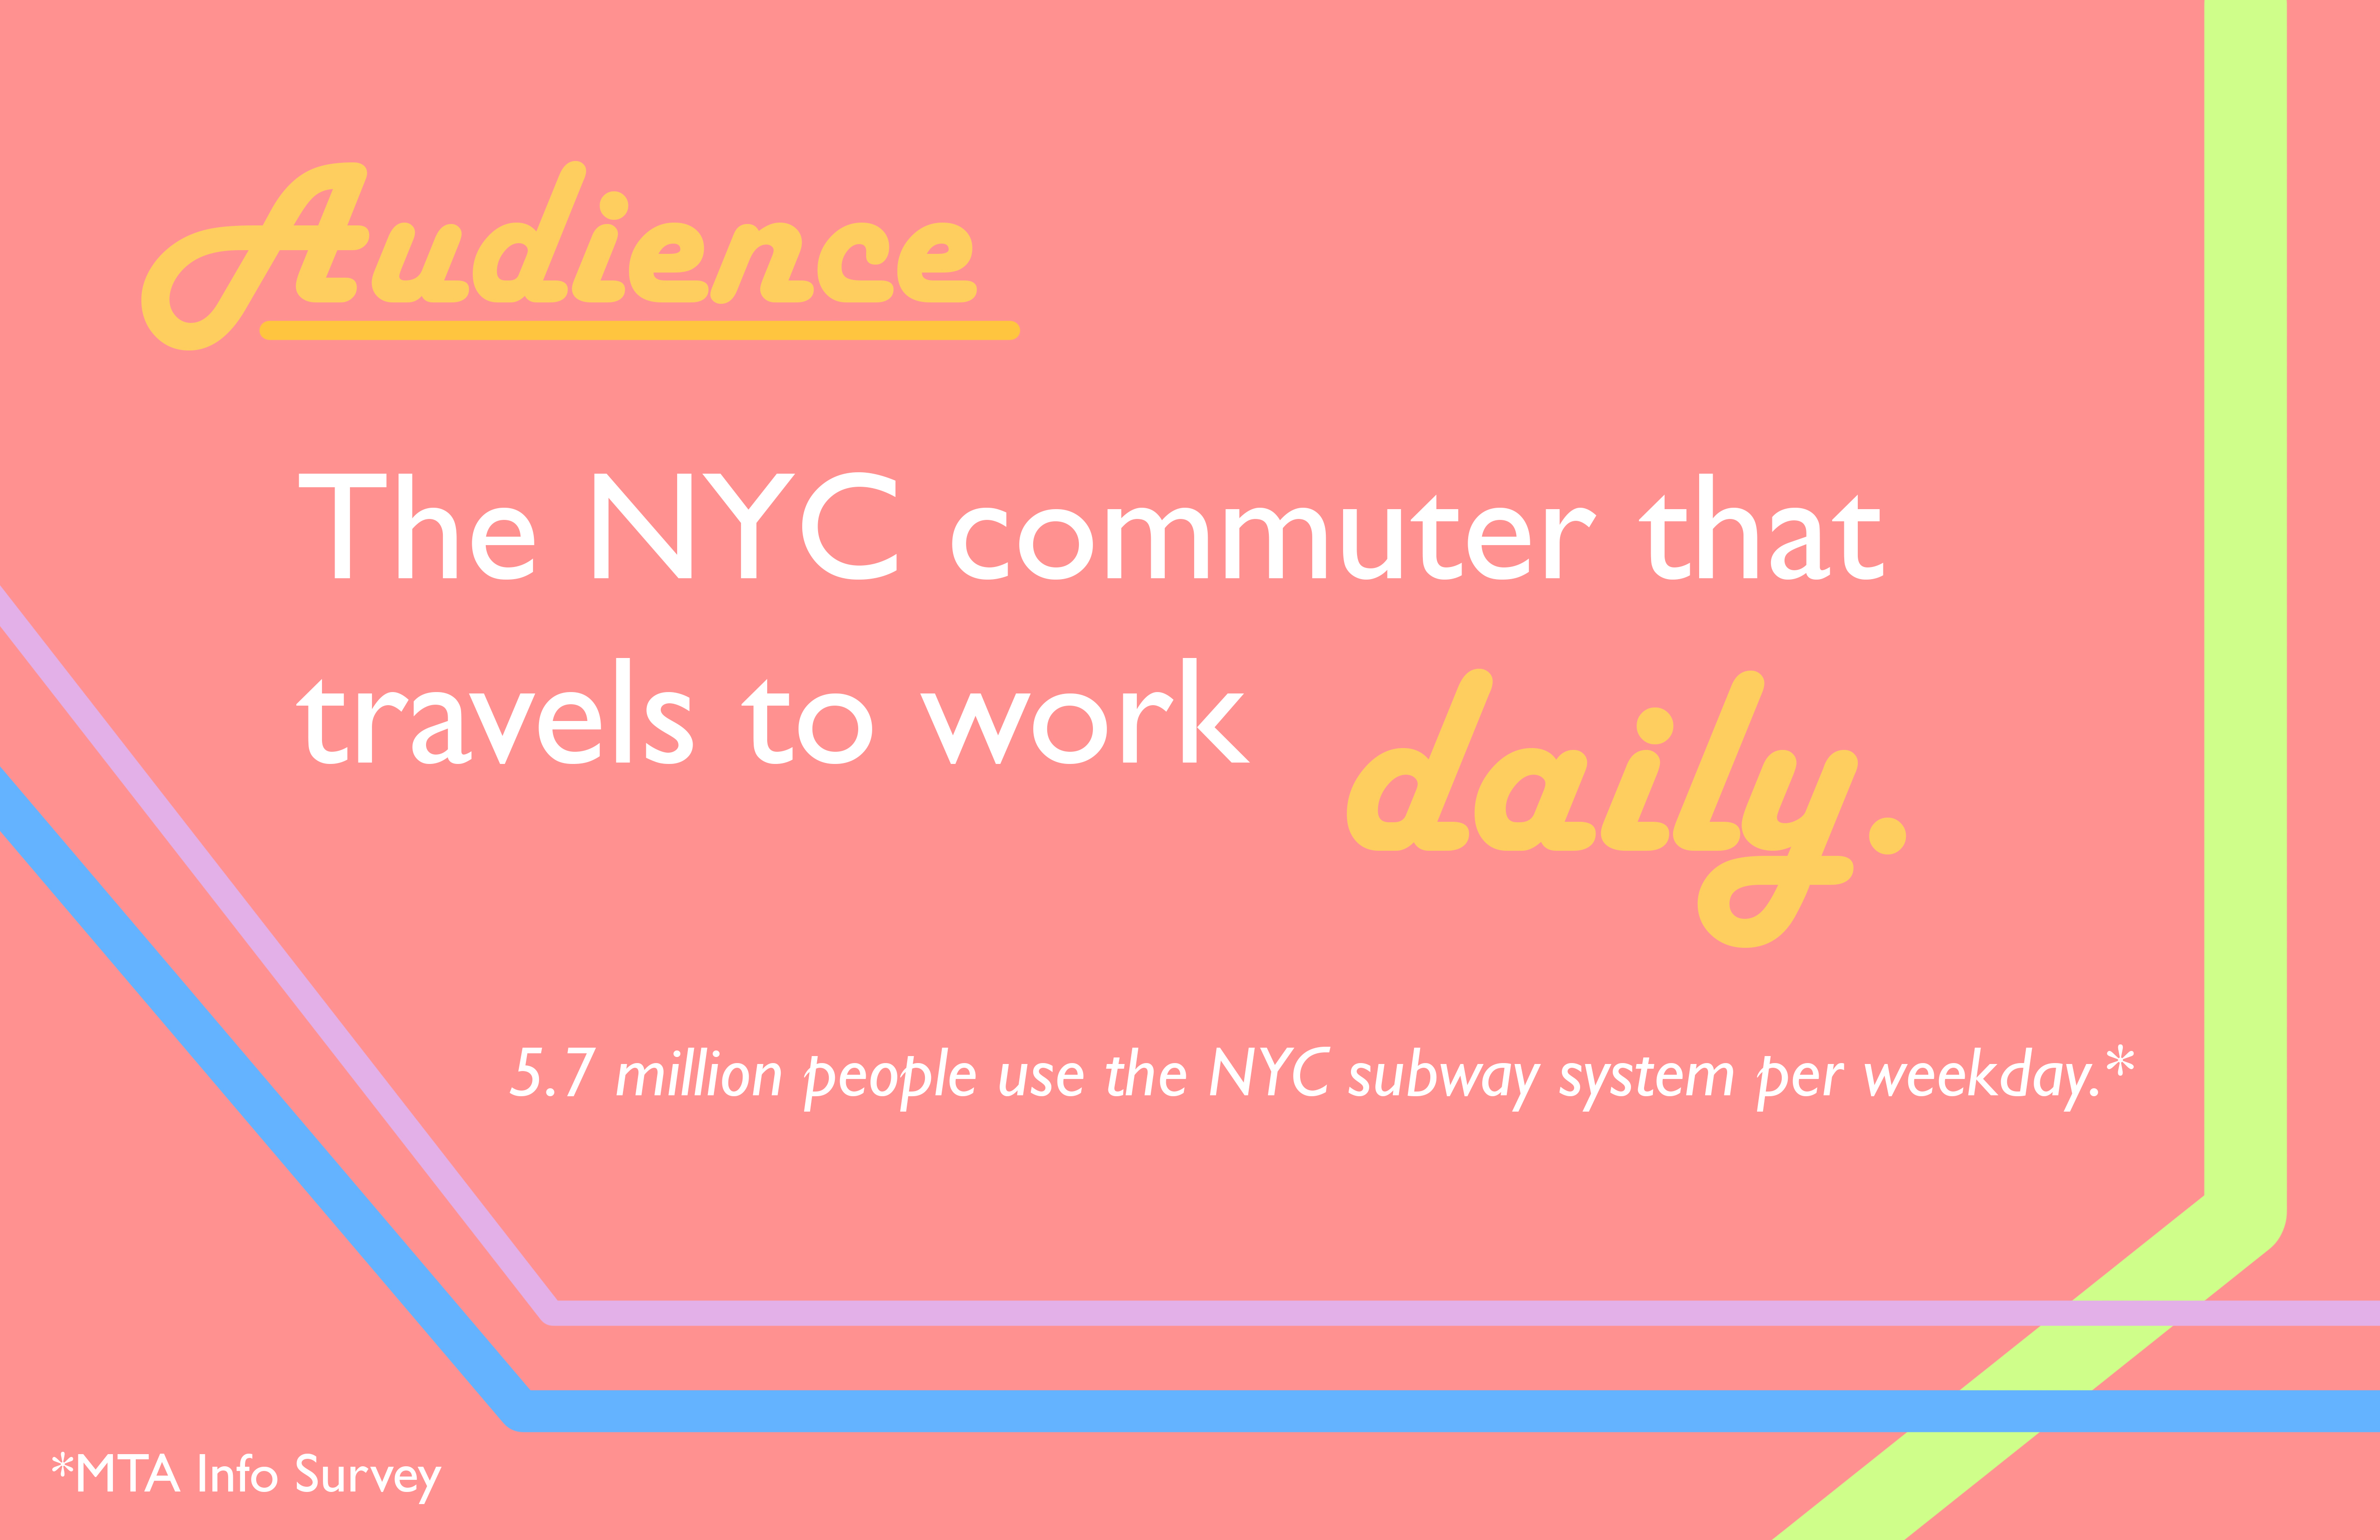 Audience
The NYC commuter that
travels to work daily.
5.7 million people use the NYC subway system per weekday.*
*MTA Info Survey